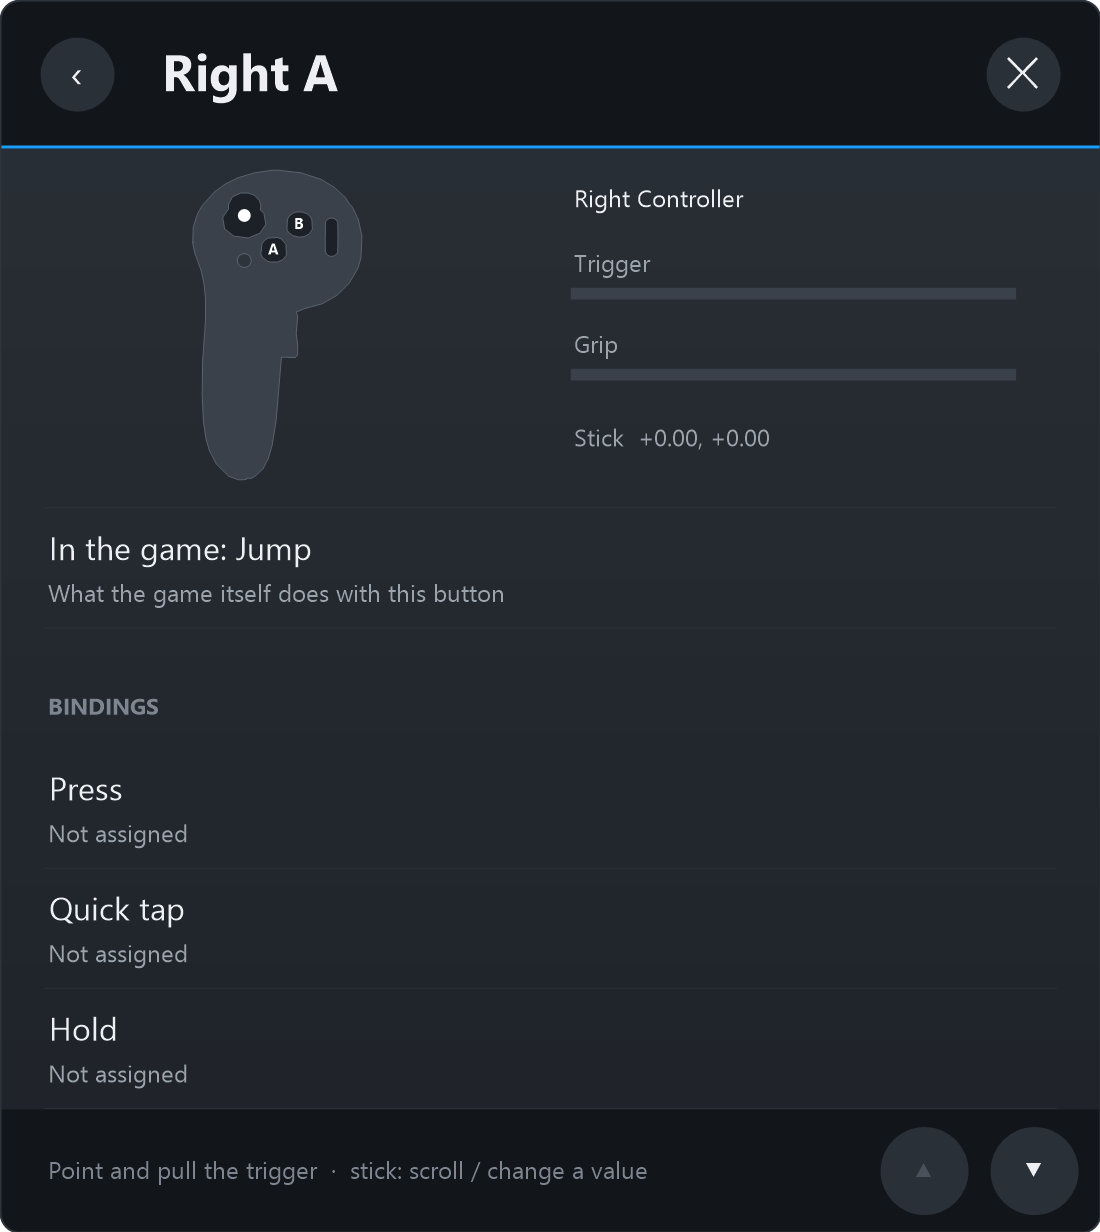 ‹ Right A
B
A
Right Controller
Trigger
Grip
Stick +0.00, +0.00
In the game: Jump
What the game itself does with this button
BINDINGS
Press
Not assigned
Quick tap
Not assigned
Hold
Not assigned
Point and pull the trigger · stick: scroll / change a value ▲ ▼